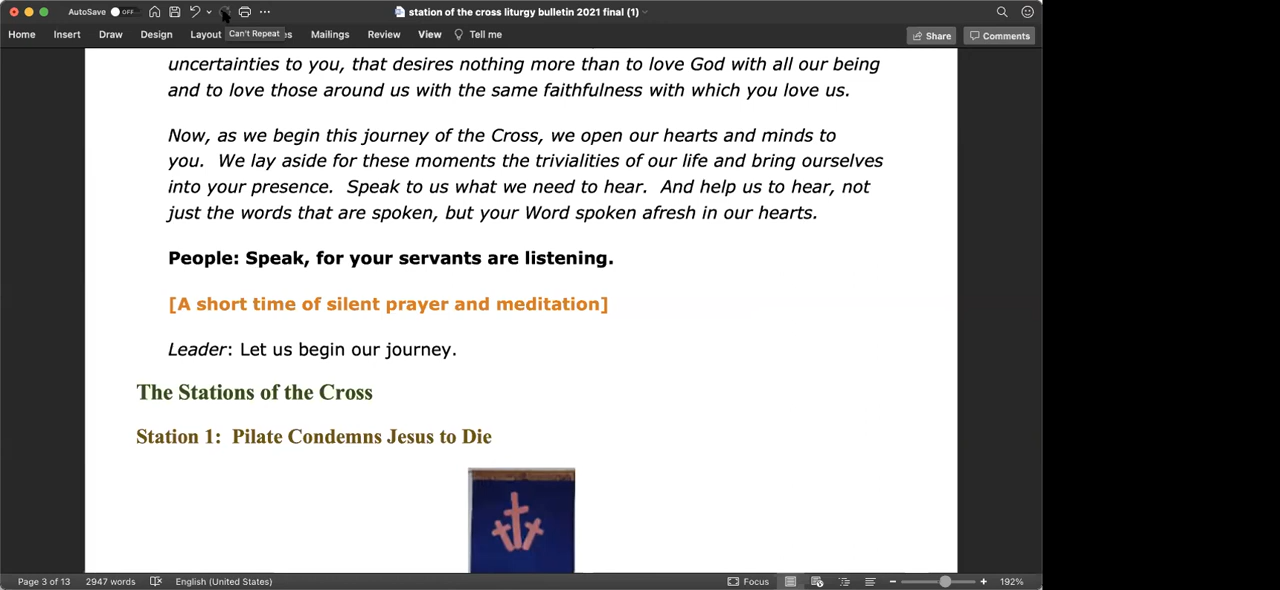 AutoSave OFF station of the cross liturgy bulletin 2021 final (1)
Home Insert Draw Design Layout Mailings Review View Tell me Share Comments
Can't Repeat
uncertainties to you, that desires nothing more than to love God with all our being
and to love those around us with the same faithfulness with which you love us.
Now, as we begin this journey of the Cross, we open our hearts and minds to
you. We lay aside for these moments the trivialities of our life and bring ourselves
into your presence. Speak to us what we need to hear. And help us to hear, not
just the words that are spoken, but your Word spoken afresh in our hearts.
People: Speak, for your servants are listening.
[A short time of silent prayer and meditation]
Leader: Let us begin our journey.
The Stations of the Cross
Station 1: Pilate Condemns Jesus to Die
Page 3 of 13 2947 words English (United States) Focus 192%